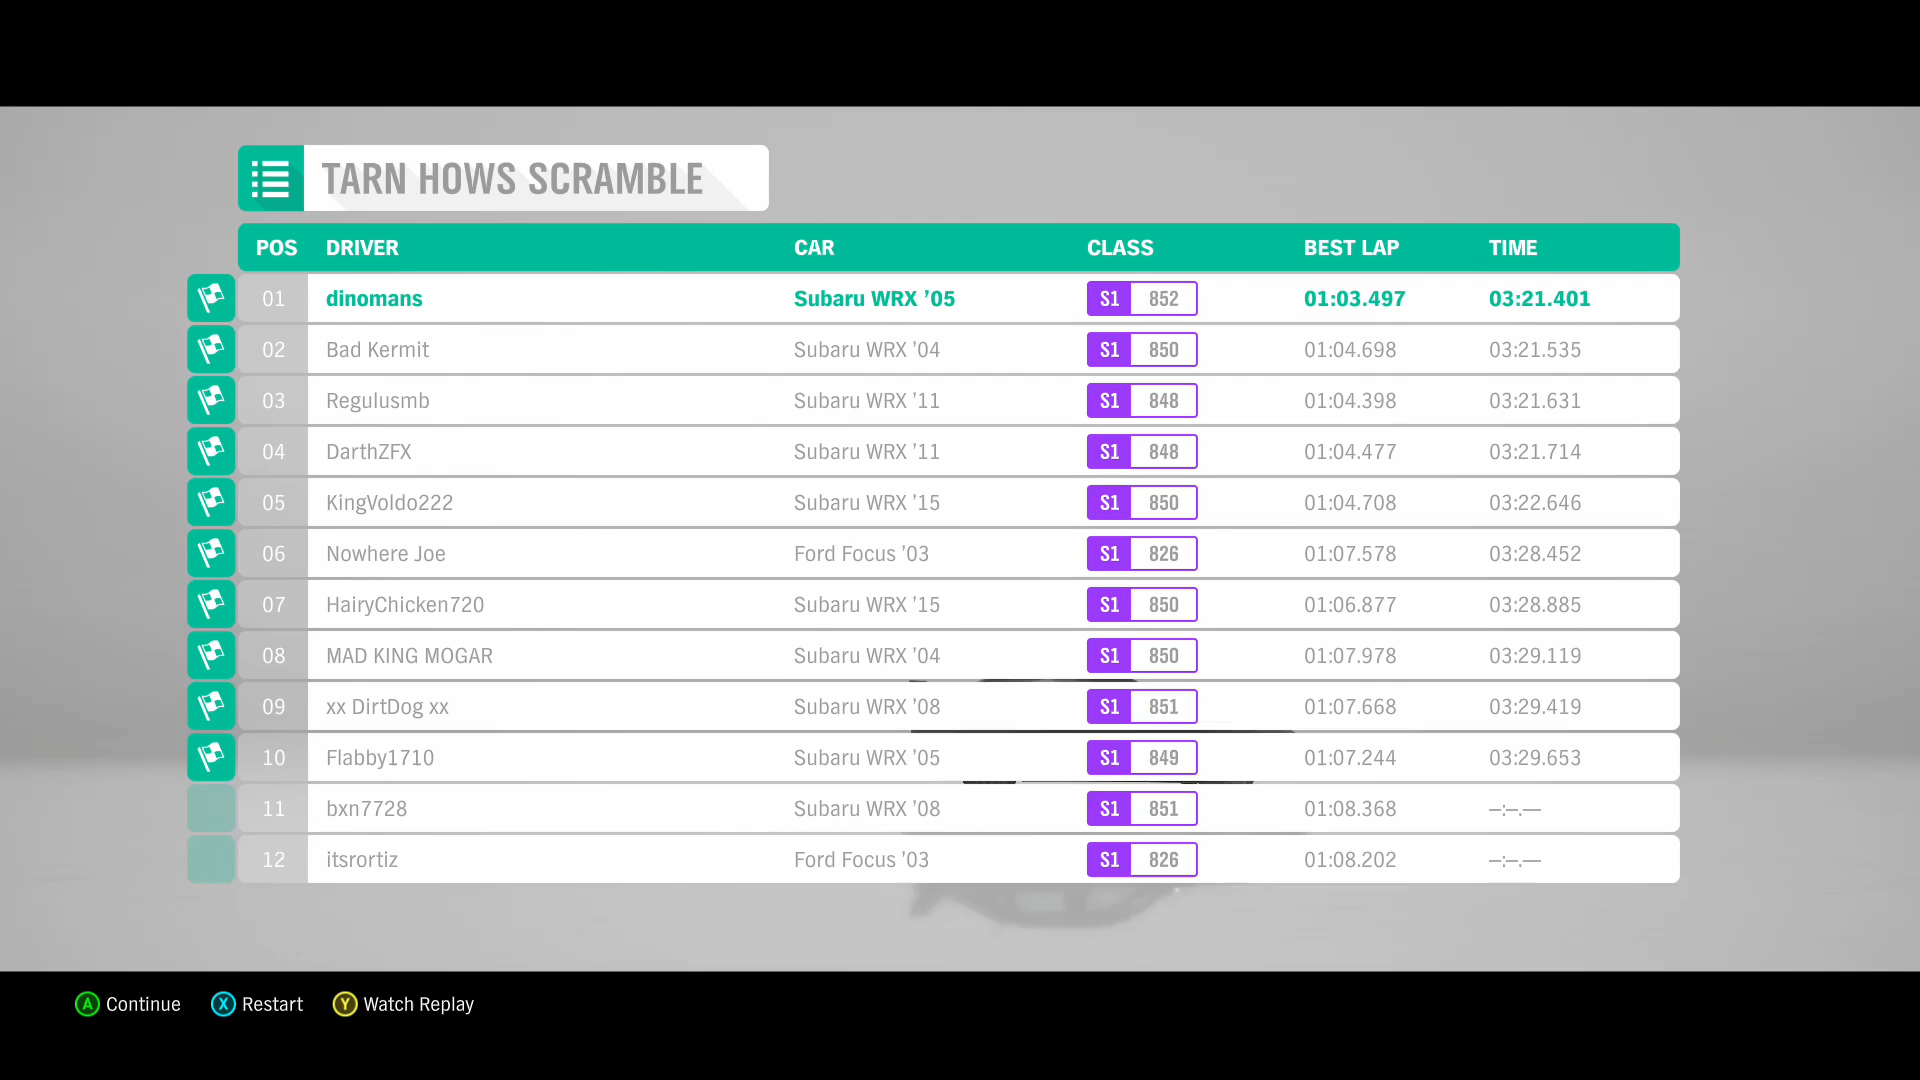 TARN HOWS SCRAMBLE
POS DRIVER CAR CLASS BEST LAP TIME
01 dinomans Subaru WRX ’05 S1 852 01:03.497 03:21.401
02 Bad Kermit Subaru WRX ’04 S1 850 01:04.698 03:21.535
03 Regulusmb Subaru WRX ’11 S1 848 01:04.398 03:21.631
04 DarthZFX Subaru WRX ’11 S1 848 01:04.477 03:21.714
05 KingVoldo222 Subaru WRX ’15 S1 850 01:04.708 03:22.646
06 Nowhere Joe Ford Focus ’03 S1 826 01:07.578 03:28.452
07 HairyChicken720 Subaru WRX ’15 S1 850 01:06.877 03:28.885
08 MAD KING MOGAR Subaru WRX ’04 S1 850 01:07.978 03:29.119
09 xx DirtDog xx Subaru WRX ’08 S1 851 01:07.668 03:29.419
10 Flabby1710 Subaru WRX ’05 S1 849 01:07.244 03:29.653
11 bxn7728 Subaru WRX ’08 S1 851 01:08.368 –:–.—
12 itsrortiz Ford Focus ’03 S1 826 01:08.202 –:–.—
A Continue X Restart Y Watch Replay